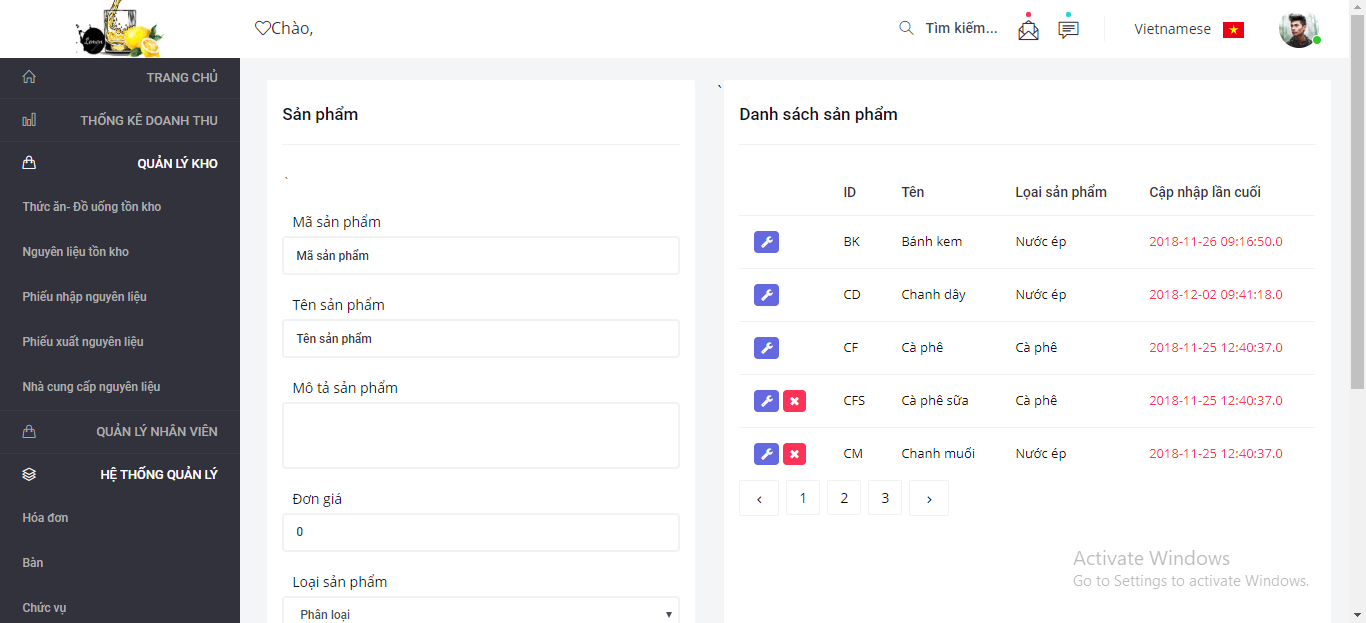 Lemon
♡Chào,
Tìm kiếm...
Vietnamese
TRANG CHỦ
THỐNG KÊ DOANH THU
QUẢN LÝ KHO
Thức ăn- Đồ uống tồn kho
Nguyên liệu tồn kho
Phiếu nhập nguyên liệu
Phiếu xuất nguyên liệu
Nhà cung cấp nguyên liệu
QUẢN LÝ NHÂN VIÊN
HỆ THỐNG QUẢN LÝ
Hóa đơn
Bàn
Chức vụ
Sản phẩm
`
Mã sản phẩm
Mã sản phẩm
Tên sản phẩm
Tên sản phẩm
Mô tả sản phẩm
Đơn giá
0
Loại sản phẩm
Phân loại
`
Danh sách sản phẩm
ID Tên Lọai sản phẩm Cập nhập lần cuối
BK Bánh kem Nước ép 2018-11-26 09:16:50.0
CD Chanh dây Nước ép 2018-12-02 09:41:18.0
CF Cà phê Cà phê 2018-11-25 12:40:37.0
CFS Cà phê sữa Cà phê 2018-11-25 12:40:37.0
CM Chanh muối Nước ép 2018-11-25 12:40:37.0
‹ 1 2 3 ›
Activate Windows
Go to Settings to activate Windows.